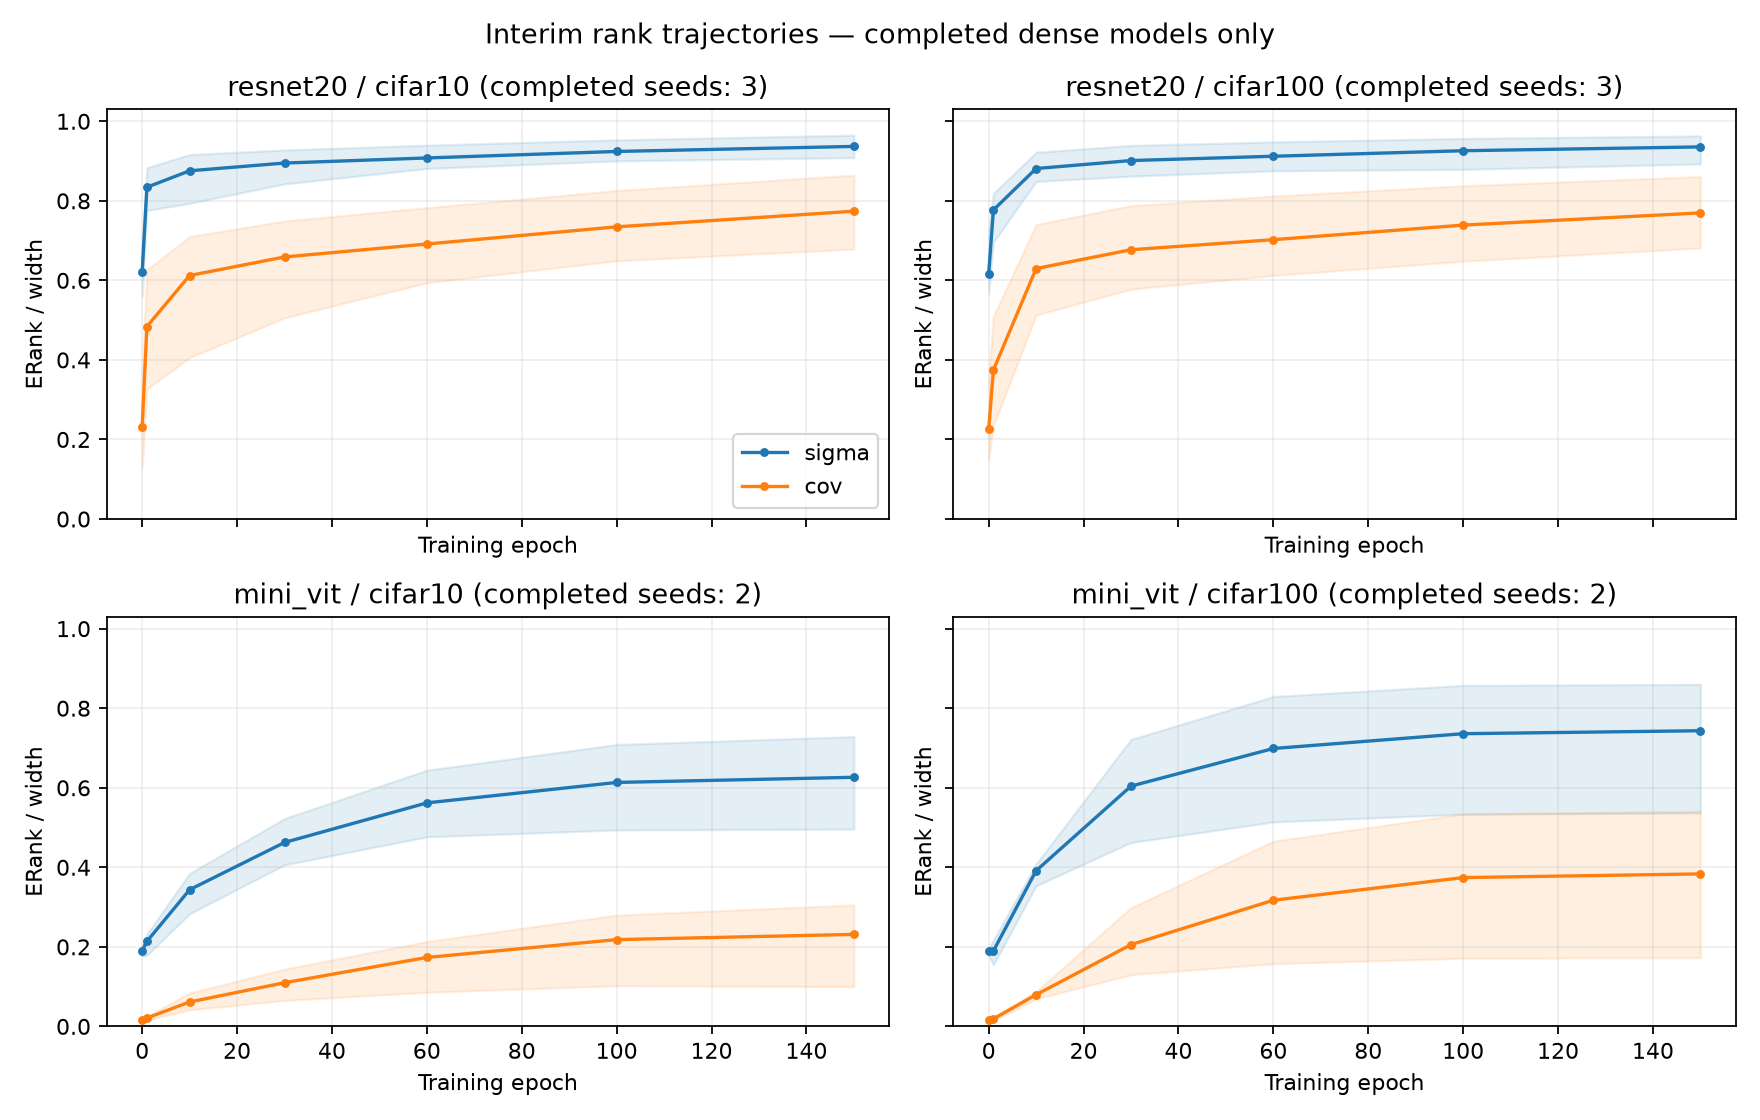 Interim rank trajectories — completed dense models only
resnet20 / cifar10 (completed seeds: 3)
ERank / width
1.0
0.8
0.6
0.4
0.2
0.0
sigma
cov
Training epoch
resnet20 / cifar100 (completed seeds: 3)
ERank / width
Training epoch
mini_vit / cifar10 (completed seeds: 2)
ERank / width
1.0
0.8
0.6
0.4
0.2
0.0
0 20 40 60 80 100 120 140
Training epoch
mini_vit / cifar100 (completed seeds: 2)
ERank / width
0 20 40 60 80 100 120 140
Training epoch